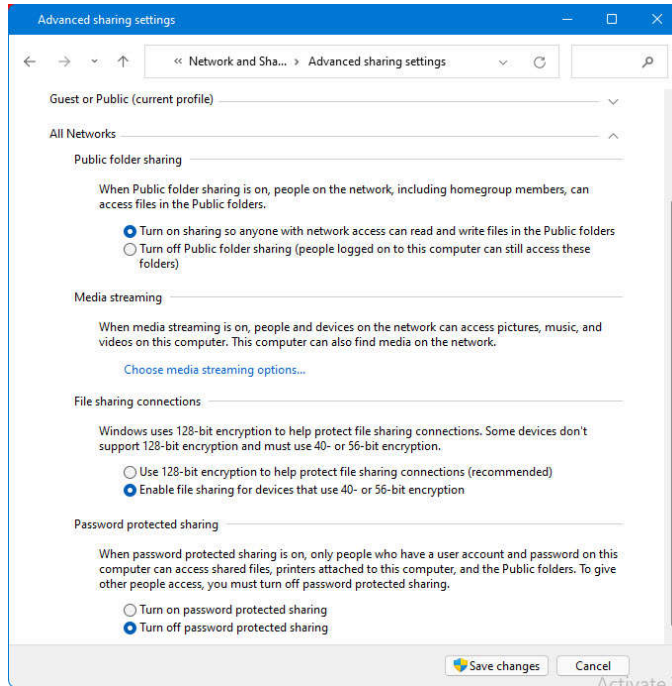 Advanced sharing settings
« Network and Sha... › Advanced sharing settings
Guest or Public (current profile)
All Networks
Public folder sharing
When Public folder sharing is on, people on the network, including homegroup members, can
access files in the Public folders.
Turn on sharing so anyone with network access can read and write files in the Public folders
Turn off Public folder sharing (people logged on to this computer can still access these
folders)
Media streaming
When media streaming is on, people and devices on the network can access pictures, music, and
videos on this computer. This computer can also find media on the network.
Choose media streaming options...
File sharing connections
Windows uses 128-bit encryption to help protect file sharing connections. Some devices don't
support 128-bit encryption and must use 40- or 56-bit encryption.
Use 128-bit encryption to help protect file sharing connections (recommended)
Enable file sharing for devices that use 40- or 56-bit encryption
Password protected sharing
When password protected sharing is on, only people who have a user account and password on this
computer can access shared files, printers attached to this computer, and the Public folders. To give
other people access, you must turn off password protected sharing.
Turn on password protected sharing
Turn off password protected sharing
Save changes Cancel
Activate